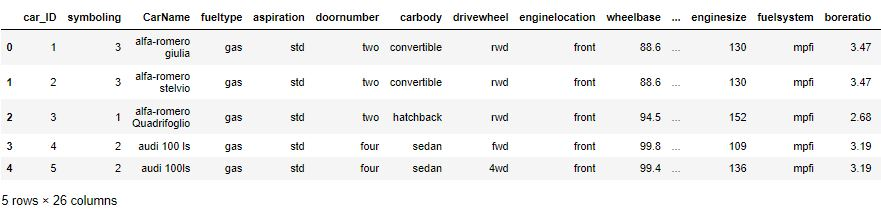 car_ID symboling CarName fueltype aspiration doornumber carbody drivewheel enginelocation wheelbase ... enginesize fuelsystem boreratio
0 1 3 alfa-romero giulia gas std two convertible rwd front 88.6 ... 130 mpfi 3.47
1 2 3 alfa-romero stelvio gas std two convertible rwd front 88.6 ... 130 mpfi 3.47
2 3 1 alfa-romero Quadrifoglio gas std two hatchback rwd front 94.5 ... 152 mpfi 2.68
3 4 2 audi 100 ls gas std four sedan fwd front 99.8 ... 109 mpfi 3.19
4 5 2 audi 100ls gas std four sedan 4wd front 99.4 ... 136 mpfi 3.19
5 rows × 26 columns